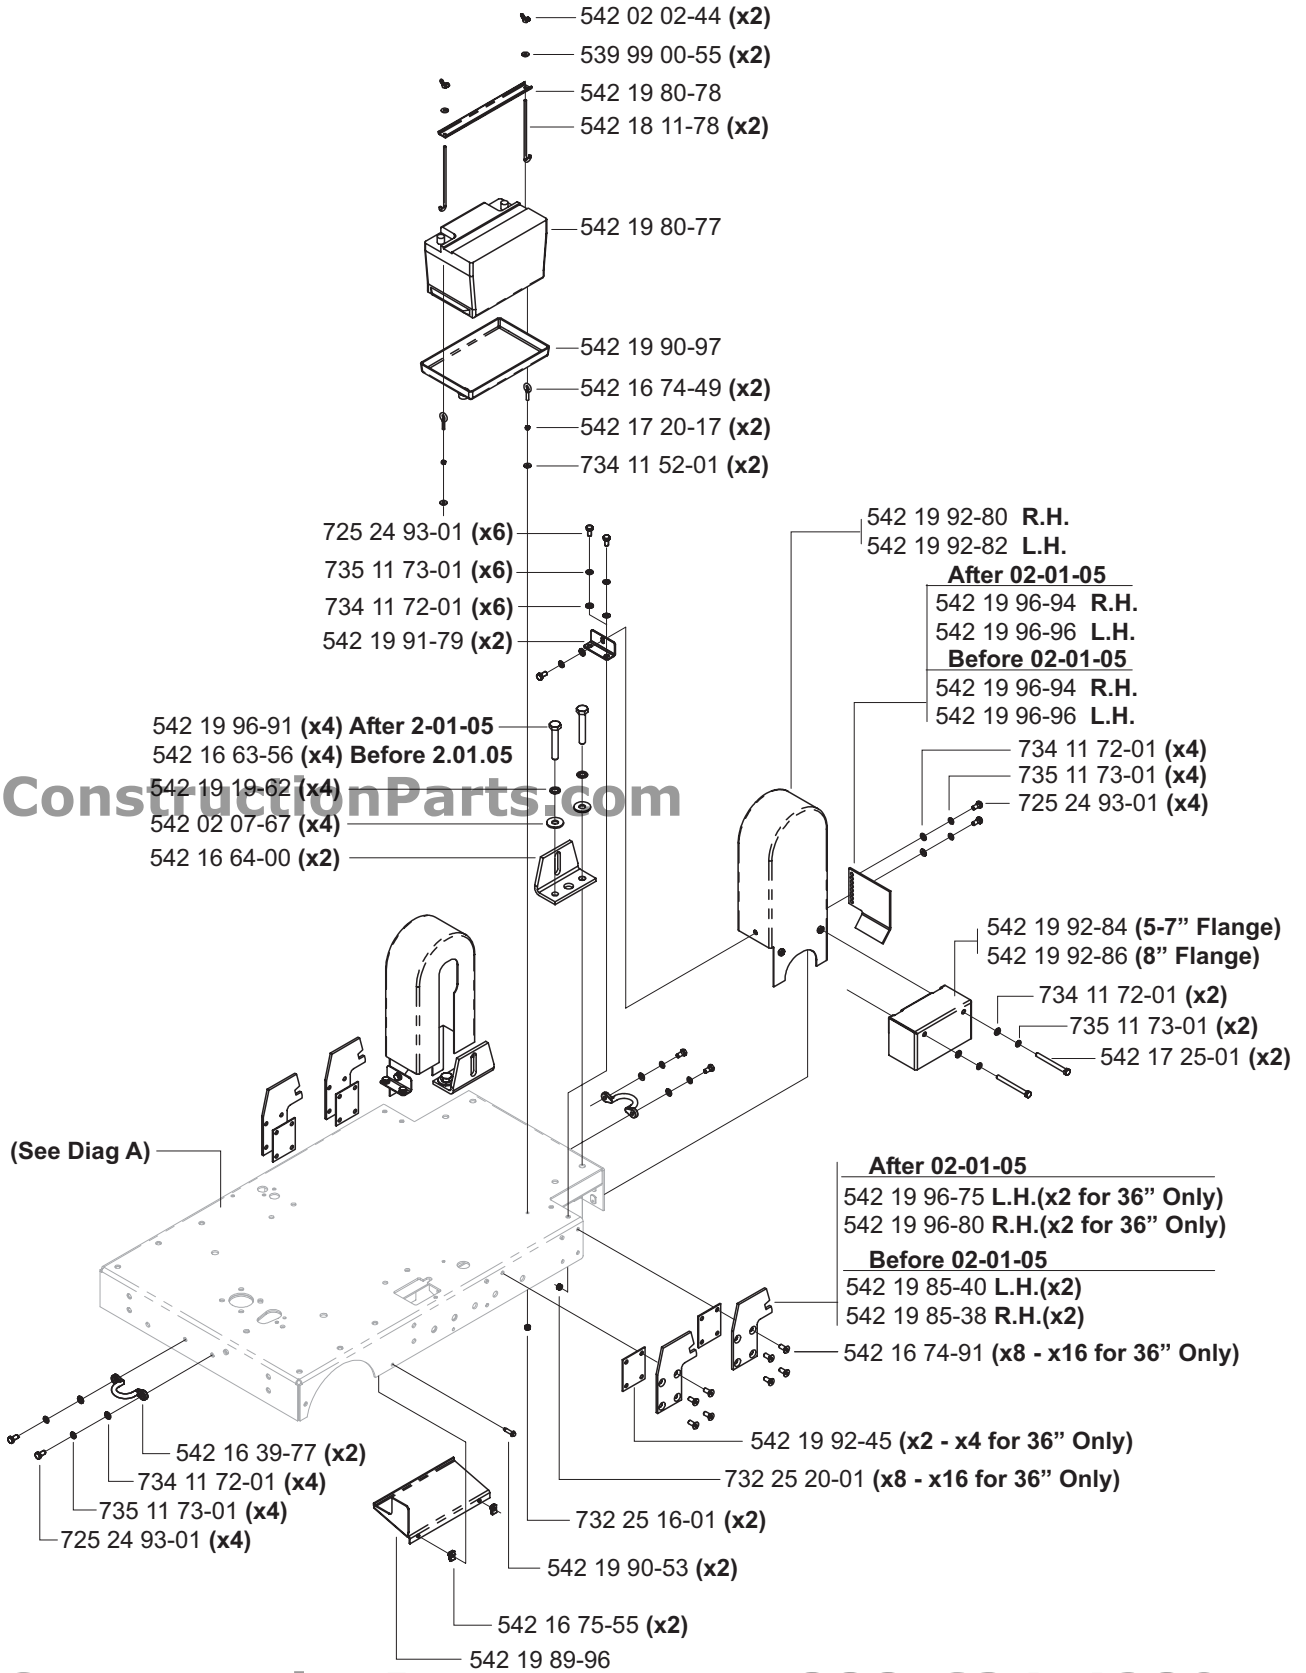 542 02 02-44 (x2)
539 99 00-55 (x2)
542 19 80-78
542 18 11-78 (x2)
542 19 80-77
542 19 90-97
542 16 74-49 (x2)
542 17 20-17 (x2)
734 11 52-01 (x2)
725 24 93-01 (x6)
735 11 73-01 (x6)
734 11 72-01 (x6)
542 19 91-79 (x2)
542 19 92-80 R.H.
542 19 92-82 L.H.
After 02-01-05
542 19 96-94 R.H.
542 19 96-96 L.H.
Before 02-01-05
542 19 96-94 R.H.
542 19 96-96 L.H.
734 11 72-01 (x4)
735 11 73-01 (x4)
725 24 93-01 (x4)
542 19 96-91 (x4) After 2-01-05
542 16 63-56 (x4) Before 2.01.05
542 19 19-62 (x4)
ConstructionParts.com
542 02 07-67 (x4)
542 16 64-00 (x2)
542 19 92-84 (5-7” Flange)
542 19 92-86 (8” Flange)
734 11 72-01 (x2)
735 11 73-01 (x2)
542 17 25-01 (x2)
(See Diag A)
After 02-01-05
542 19 96-75 L.H.(x2 for 36” Only)
542 19 96-80 R.H.(x2 for 36” Only)
Before 02-01-05
542 19 85-40 L.H.(x2)
542 19 85-38 R.H.(x2)
542 16 74-91 (x8 - x16 for 36” Only)
542 19 92-45 (x2 - x4 for 36” Only)
732 25 20-01 (x8 - x16 for 36” Only)
542 16 39-77 (x2)
734 11 72-01 (x4)
735 11 73-01 (x4)
725 24 93-01 (x4)
732 25 16-01 (x2)
542 19 90-53 (x2)
542 16 75-55 (x2)
542 19 89-96